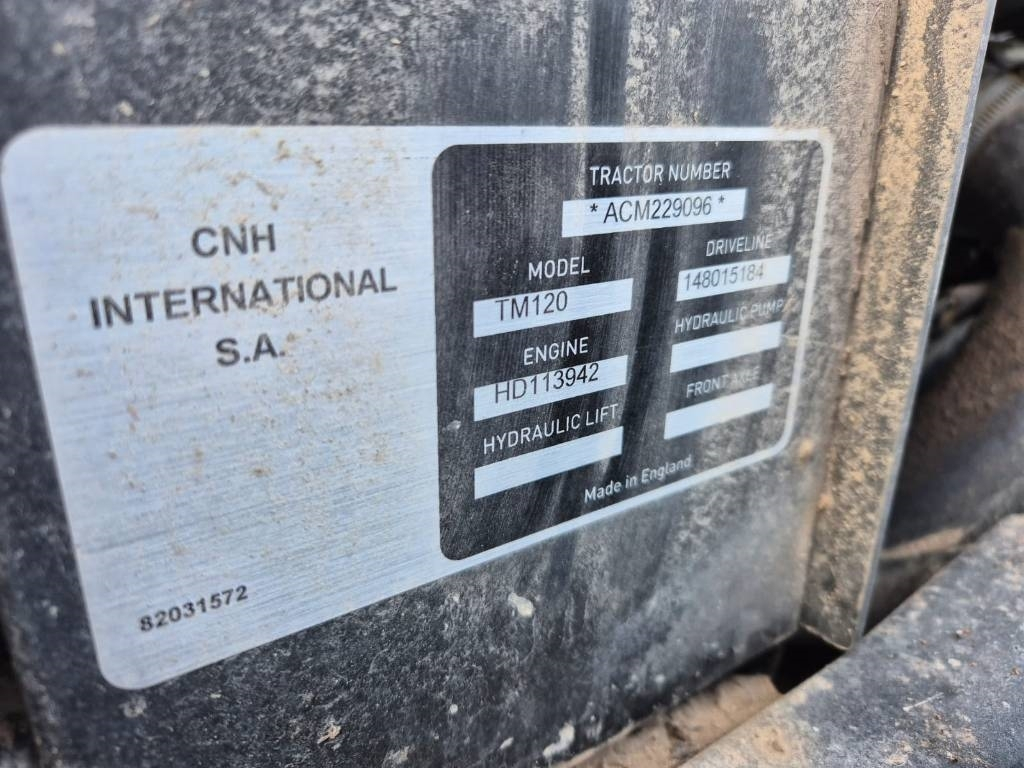 CNH
INTERNATIONAL
S.A.
82031572
TRACTOR NUMBER
* ACM229096 *
MODEL
TM120
DRIVELINE
148015184
ENGINE
HD113942
HYDRAULIC PUMP
HYDRAULIC LIFT
FRONT AXLE
Made in England